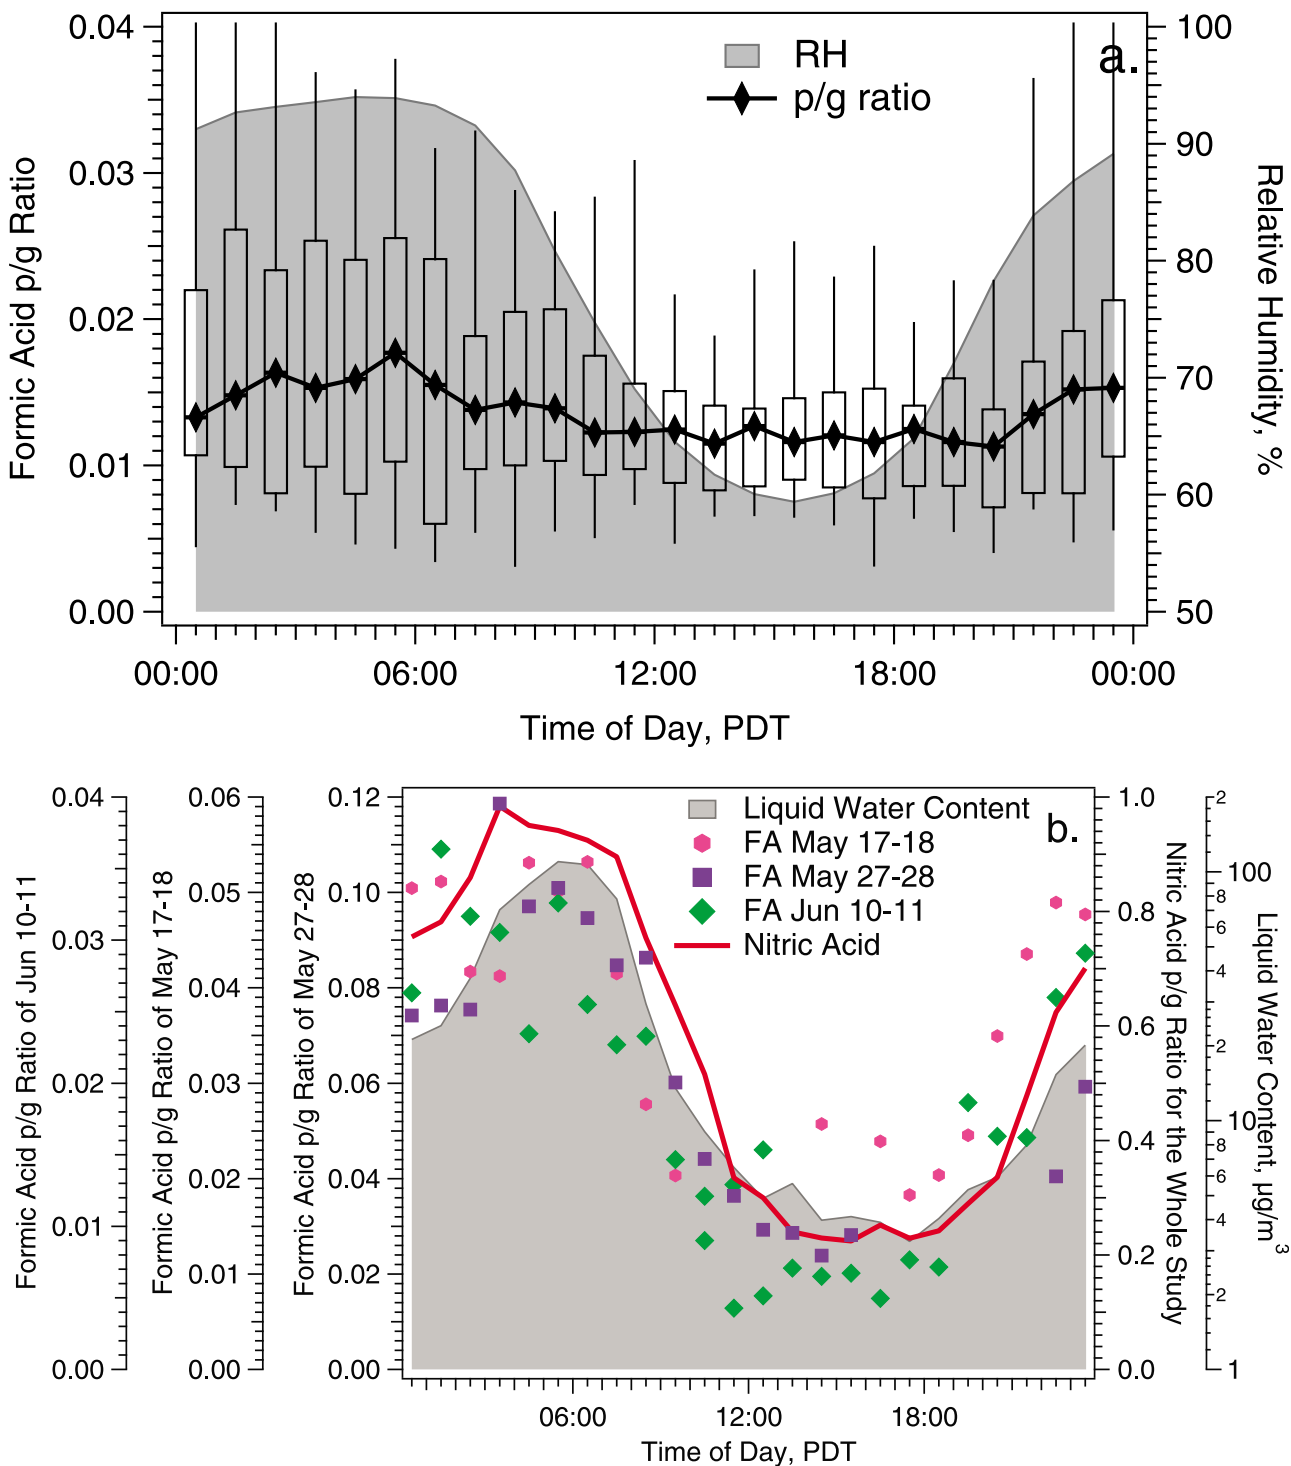 0.04
0.03
0.02
0.01
0.00
Formic Acid p/g Ratio
RH
p/g ratio
a.
100
90
80
70
60
50
Relative Humidity, %
00:00 06:00 12:00 18:00 00:00
Time of Day, PDT
0.04
0.03
0.02
0.01
0.00
Formic Acid p/g Ratio of Jun 10-11
0.06
0.05
0.04
0.03
0.02
0.01
0.00
Formic Acid p/g Ratio of May 17-18
0.12
0.10
0.08
0.06
0.04
0.02
0.00
Formic Acid p/g Ratio of May 27-28
Liquid Water Content
FA May 17-18
FA May 27-28
FA Jun 10-11
Nitric Acid
b.
1.0
0.8
0.6
0.4
0.2
0.0
Nitric Acid p/g Ratio for the Whole Study
2
100
8
6
4
2
10
8
6
4
2
1
Liquid Water Content, µg/m³
06:00 12:00 18:00
Time of Day, PDT